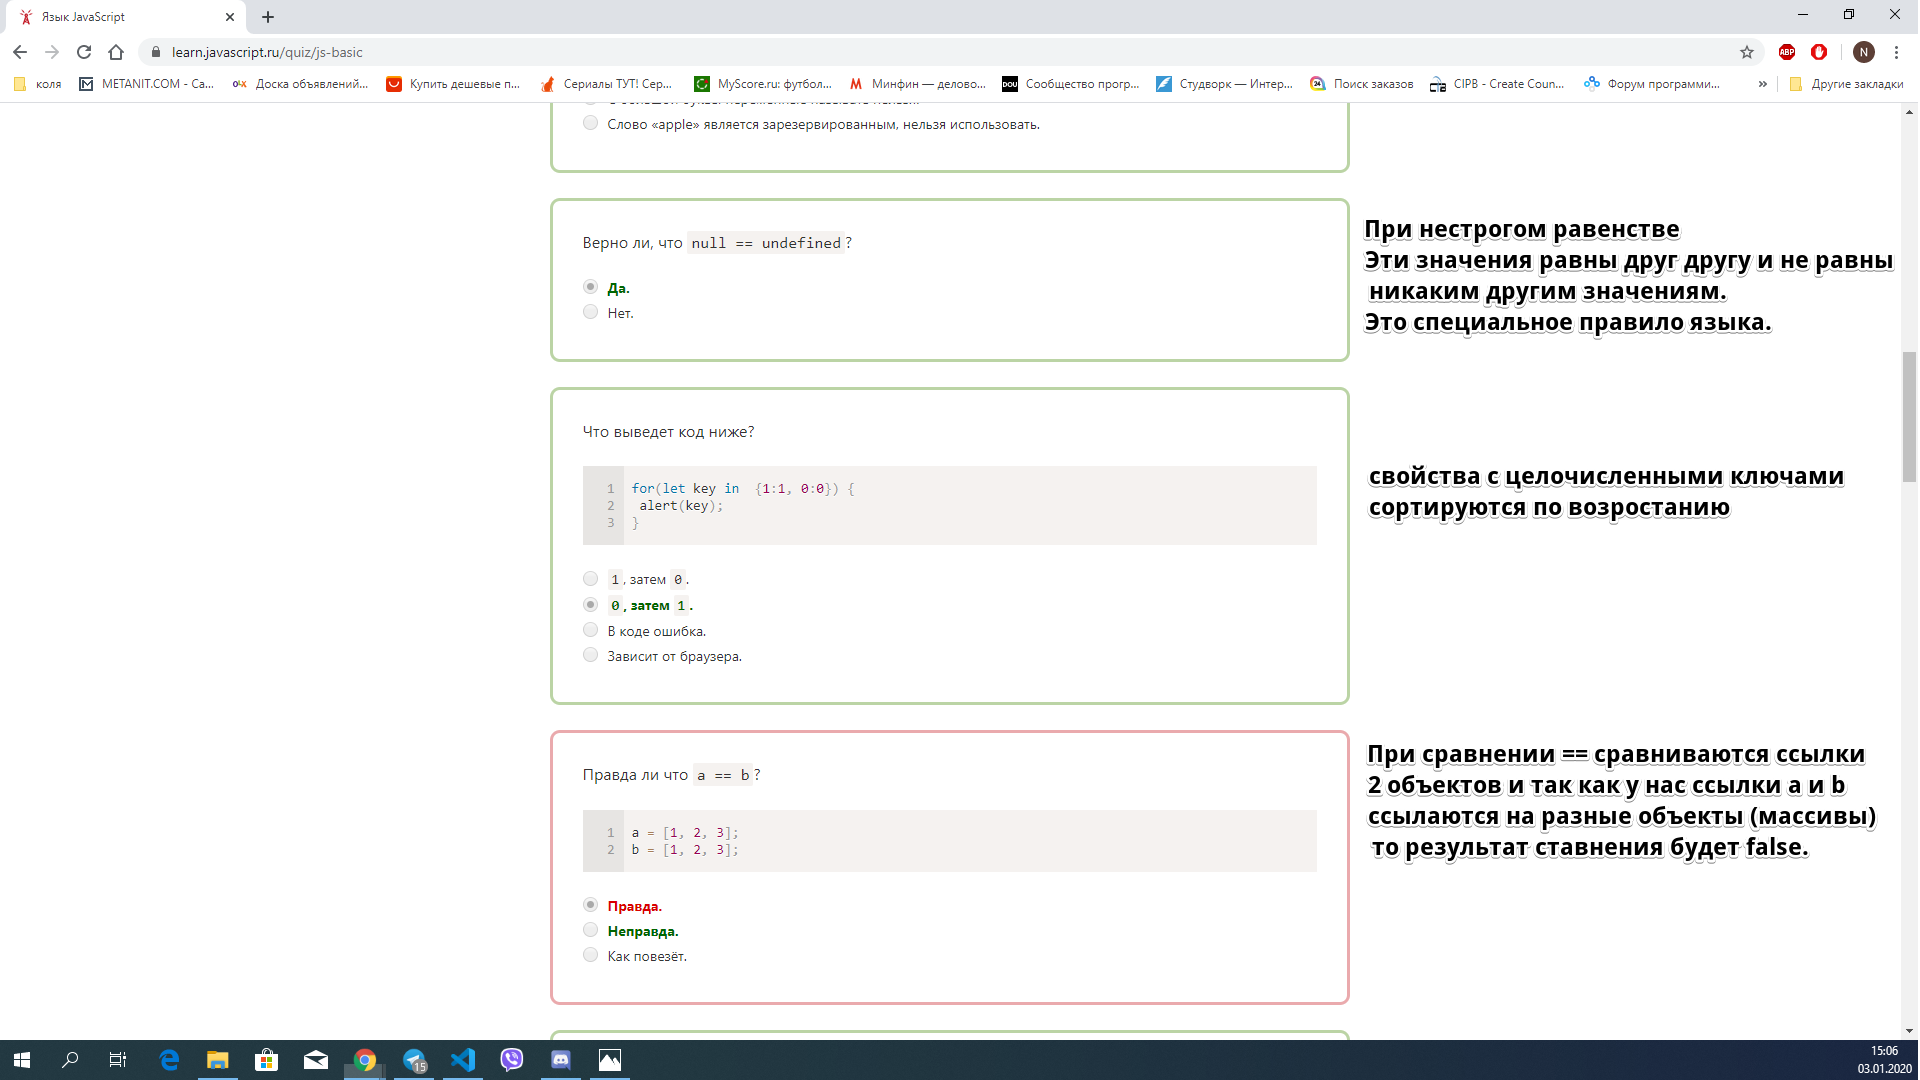 Язык JavaScript
learn.javascript.ru/quiz/js-basic
ABP
N
коля
METANIT.COM - Са...
Доска объявлений...
Купить дешевые п...
Сериалы ТУТ! Сер...
MyScore.ru: футбол...
Минфин — делово...
DOU
Сообщество прогр...
Студворк — Интер...
24
Поиск заказов
CIPB - Create Coun...
Форум программи...
»
Другие закладки
Слово «apple» является зарезервированным, нельзя использовать.
Верно ли, что null == undefined?
Да.
Нет.
При нестрогом равенстве
Эти значения равны друг другу и не равны
никаким другим значениям.
Это специальное правило языка.
Что выведет код ниже?
1 for(let key in  {1:1, 0:0}) {
2  alert(key);
3 }
1, затем 0.
0, затем 1.
В коде ошибка.
Зависит от браузера.
свойства с целочисленными ключами
сортируются по возростанию
Правда ли что a == b?
1 a = [1, 2, 3];
2 b = [1, 2, 3];
Правда.
Неправда.
Как повезёт.
При сравнении == сравниваются ссылки
2 объектов и так как у нас ссылки a и b
ссылаются на разные объекты (массивы)
то результат ставнения будет false.
15
15:06
03.01.2020